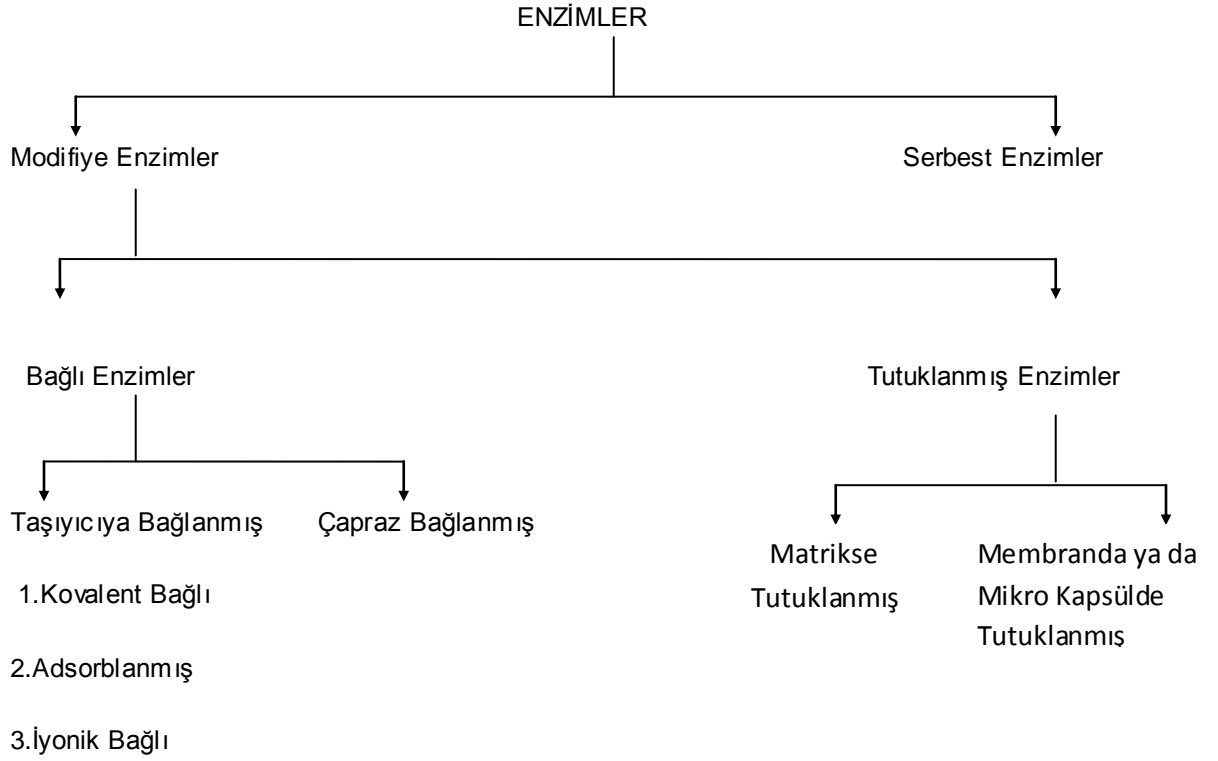 ENZİMLER
Modifiye Enzimler
Serbest Enzimler
Bağlı Enzimler
Tutuklanmış Enzimler
Taşıyıcıya Bağlanmış
Çapraz Bağlanmış
Matrikse
Tutuklanmış
Membranda ya da
Mikro Kapsülde
Tutuklanmış
1.Kovalent Bağlı
2.Adsorblanmış
3.İyonik Bağlı